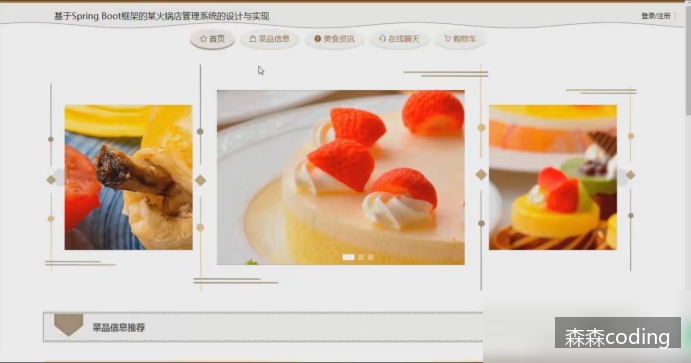 基于Spring Boot框架的某火锅店管理系统的设计与实现
登录/注册
首页 菜品信息 美食资讯 在线聊天 购物车
菜品信息推荐
森森coding